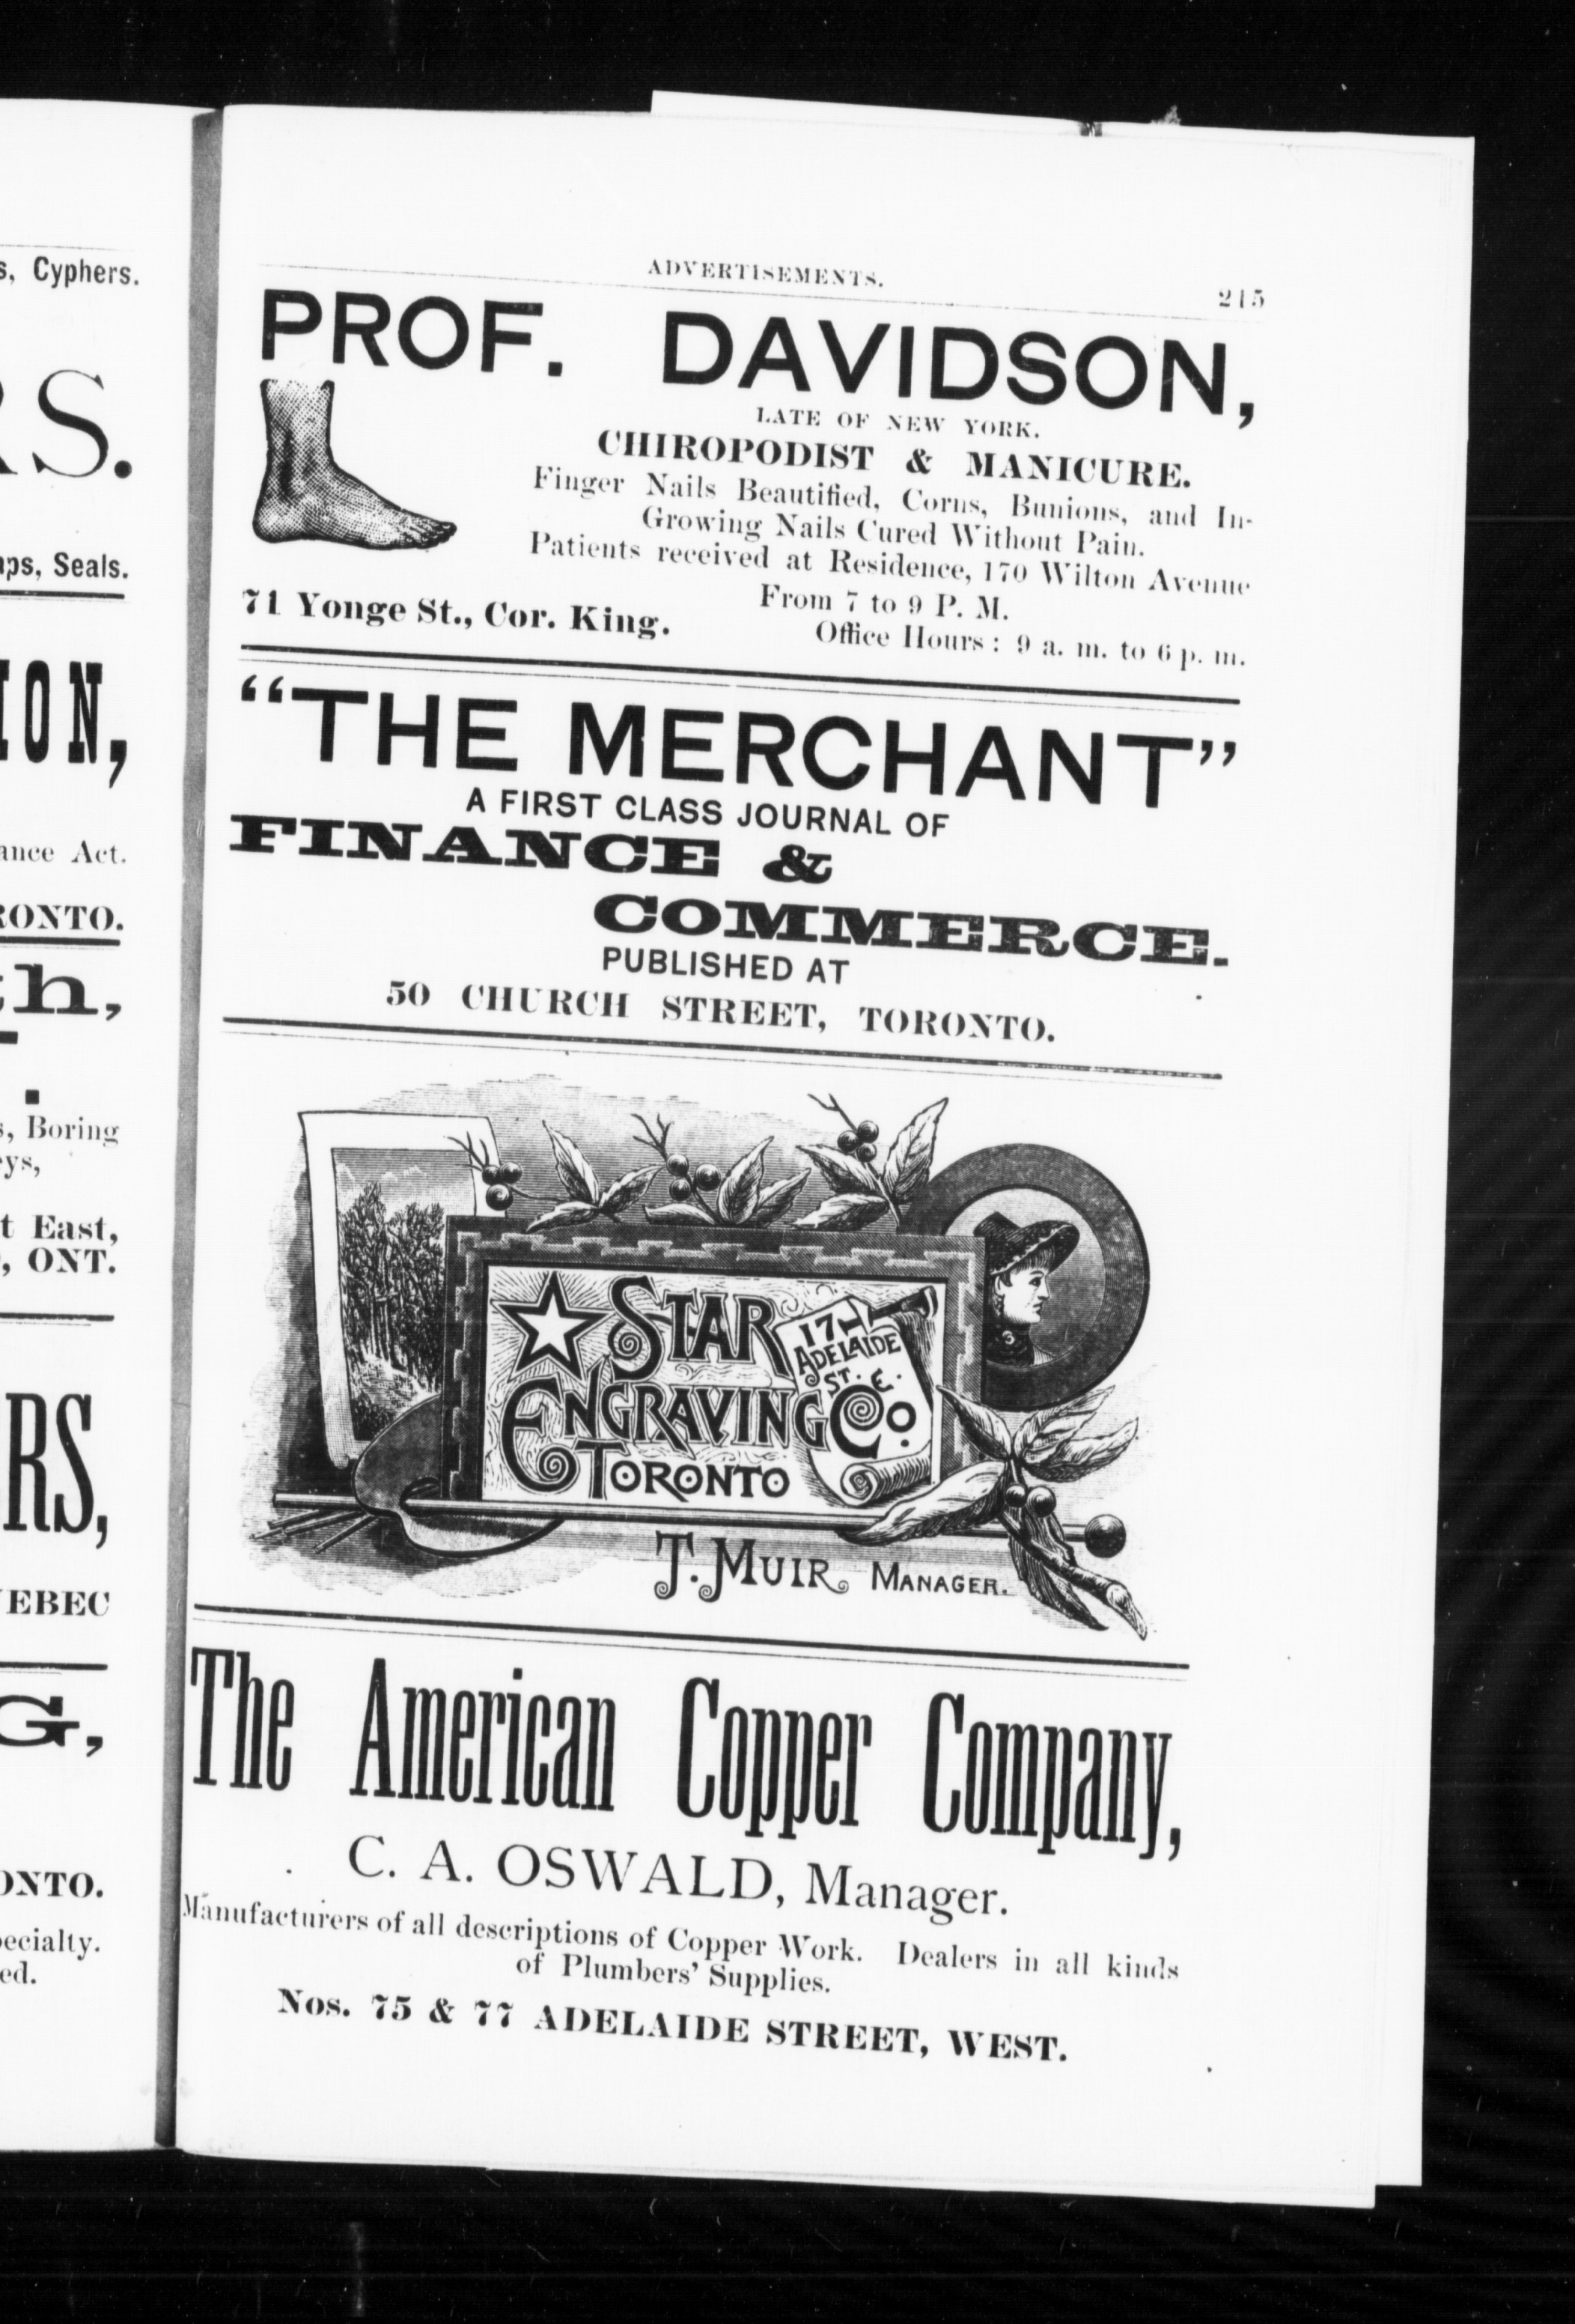 s, Cyphers.
RS.
ps, Seals.
ION,
ance Act.
RONTO.
h,
s, Boring
ys,
t East,
, ONT.
RS,
EBEC
G,
ONTO.
ecialty.
ed.
ADVERTISEMENTS.
215
PROF. DAVIDSON,
LATE OF NEW YORK.
CHIROPODIST & MANICURE.
Finger Nails Beautified, Corns, Bunions, and In-
Growing Nails Cured Without Pain.
Patients received at Residence, 170 Wilton Avenue
From 7 to 9 P. M.
71 Yonge St., Cor. King.
Office Hours: 9 a. m. to 6 p. m.
"THE MERCHANT"
A FIRST CLASS JOURNAL OF
FINANCE &
COMMERCE.
PUBLISHED AT
50 CHURCH STREET, TORONTO.
STAR
17
ADELAIDE
ST. E.
ENGRAVING Co.
TORONTO
T. MUIR MANAGER.
The American Copper Company,
C. A. OSWALD, Manager.
Manufacturers of all descriptions of Copper Work. Dealers in all kinds
of Plumbers' Supplies.
Nos. 75 & 77 ADELAIDE STREET, WEST.